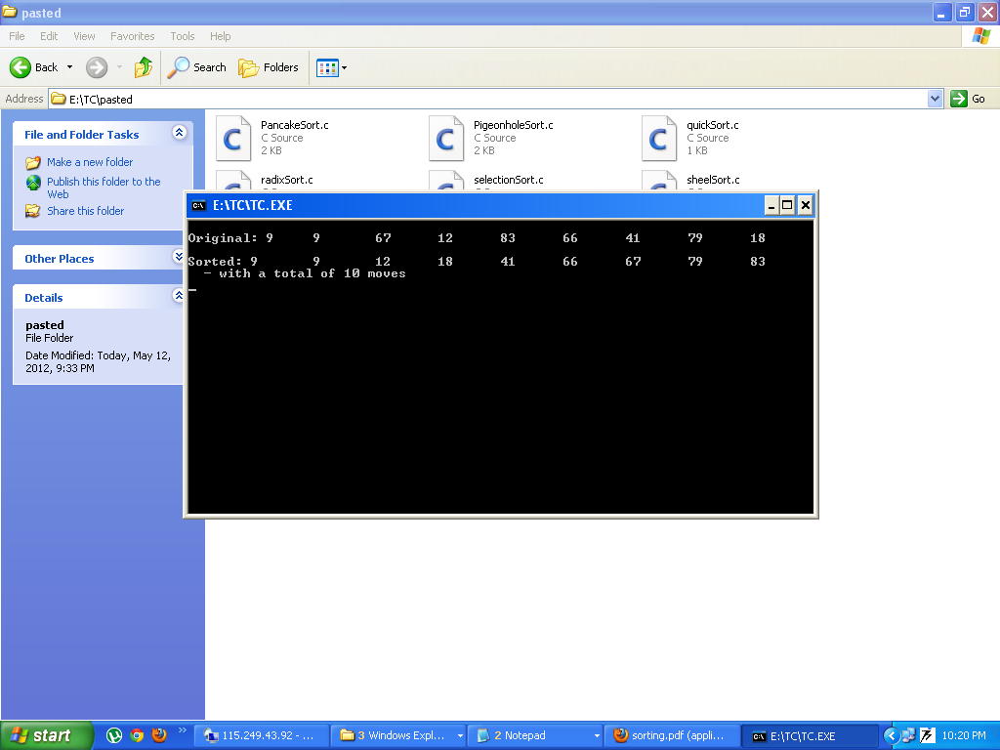 pasted
File Edit View Favorites Tools Help
Back Search Folders
Address E:\TC\pasted Go
File and Folder Tasks
Make a new folder
Publish this folder to the
Web
Share this folder
Other Places
Details
pasted
File Folder
Date Modified: Today, May 12,
2012, 9:33 PM
PancakeSort.c
C Source
2 KB
PigeonholeSort.c
C Source
2 KB
quickSort.c
C Source
1 KB
radixSort.c
selectionSort.c
sheelSort.c
E:\TC\TC.EXE
Original: 9 9 67 12 83 66 41 79 18
Sorted: 9 9 12 18 41 66 67 79 83
- with a total of 10 moves
start
115.249.43.92 - ...
3 Windows Expl...
2 Notepad
sorting.pdf (appli...
E:\TC\TC.EXE
10:20 PM